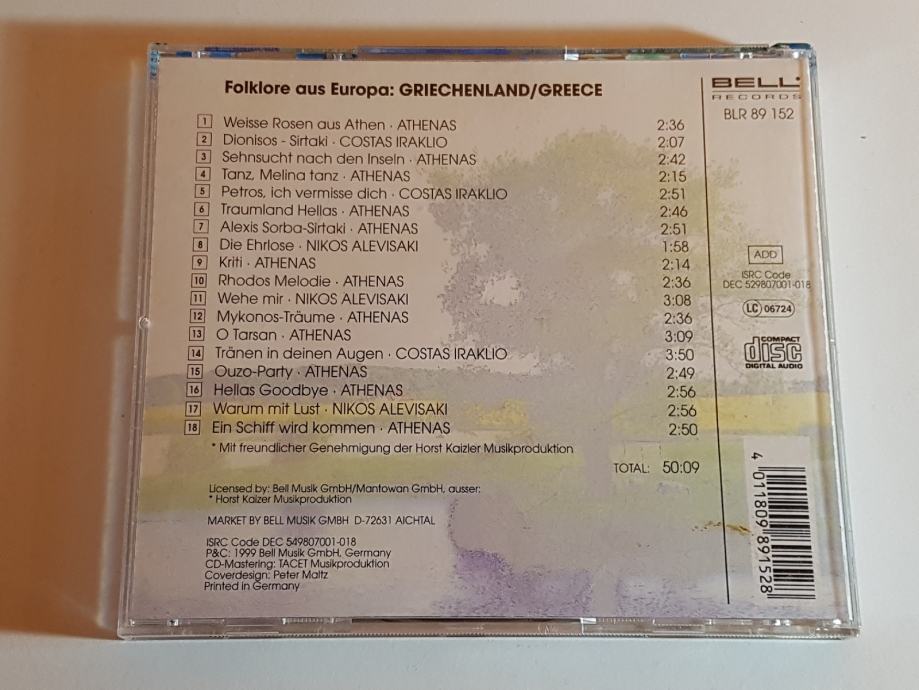 Folklore aus Europa: GRIECHENLAND/GREECE
1 Weisse Rosen aus Athen · ATHENAS 2:36
2 Dionisos - Sirtaki · COSTAS IRAKLIO 2:07
3 Sehnsucht nach den Inseln · ATHENAS 2:42
4 Tanz, Melina tanz · ATHENAS 2:15
5 Petros, ich vermisse dich · COSTAS IRAKLIO 2:51
6 Traumland Hellas · ATHENAS 2:46
7 Alexis Sorba-Sirtaki · ATHENAS 2:51
8 Die Ehrlose · NIKOS ALEVISAKI 1:58
9 Kriti · ATHENAS 2:14
10 Rhodos Melodie · ATHENAS 2:36
11 Wehe mir · NIKOS ALEVISAKI 3:08
12 Mykonos-Träume · ATHENAS 2:36
13 O Tarsan · ATHENAS 3:09
14 Tränen in deinen Augen · COSTAS IRAKLIO 3:50
15 Ouzo-Party · ATHENAS 2:49
16 Hellas Goodbye · ATHENAS 2:56
17 Warum mit Lust · NIKOS ALEVISAKI 2:56
18 Ein Schiff wird kommen · ATHENAS 2:50
* Mit freundlicher Genehmigung der Horst Kaizler Musikproduktion
TOTAL: 50:09
Licensed by: Bell Musik GmbH/Mantowan GmbH, ausser:
* Horst Kaizer Musikproduktion
MARKET BY BELL MUSIK GMBH D-72631 AICHTAL
ISRC Code DEC 549807001-018
P&C: 1999 Bell Musik GmbH, Germany
CD-Mastering: TACET Musikproduktion
Coverdesign: Peter Maltz
Printed in Germany
BELL
RECORDS
BLR 89 152
ADD
ISRC Code
DEC 529807001-018
LC 06724
COMPACT
disc
DIGITAL AUDIO
4 011809 891528